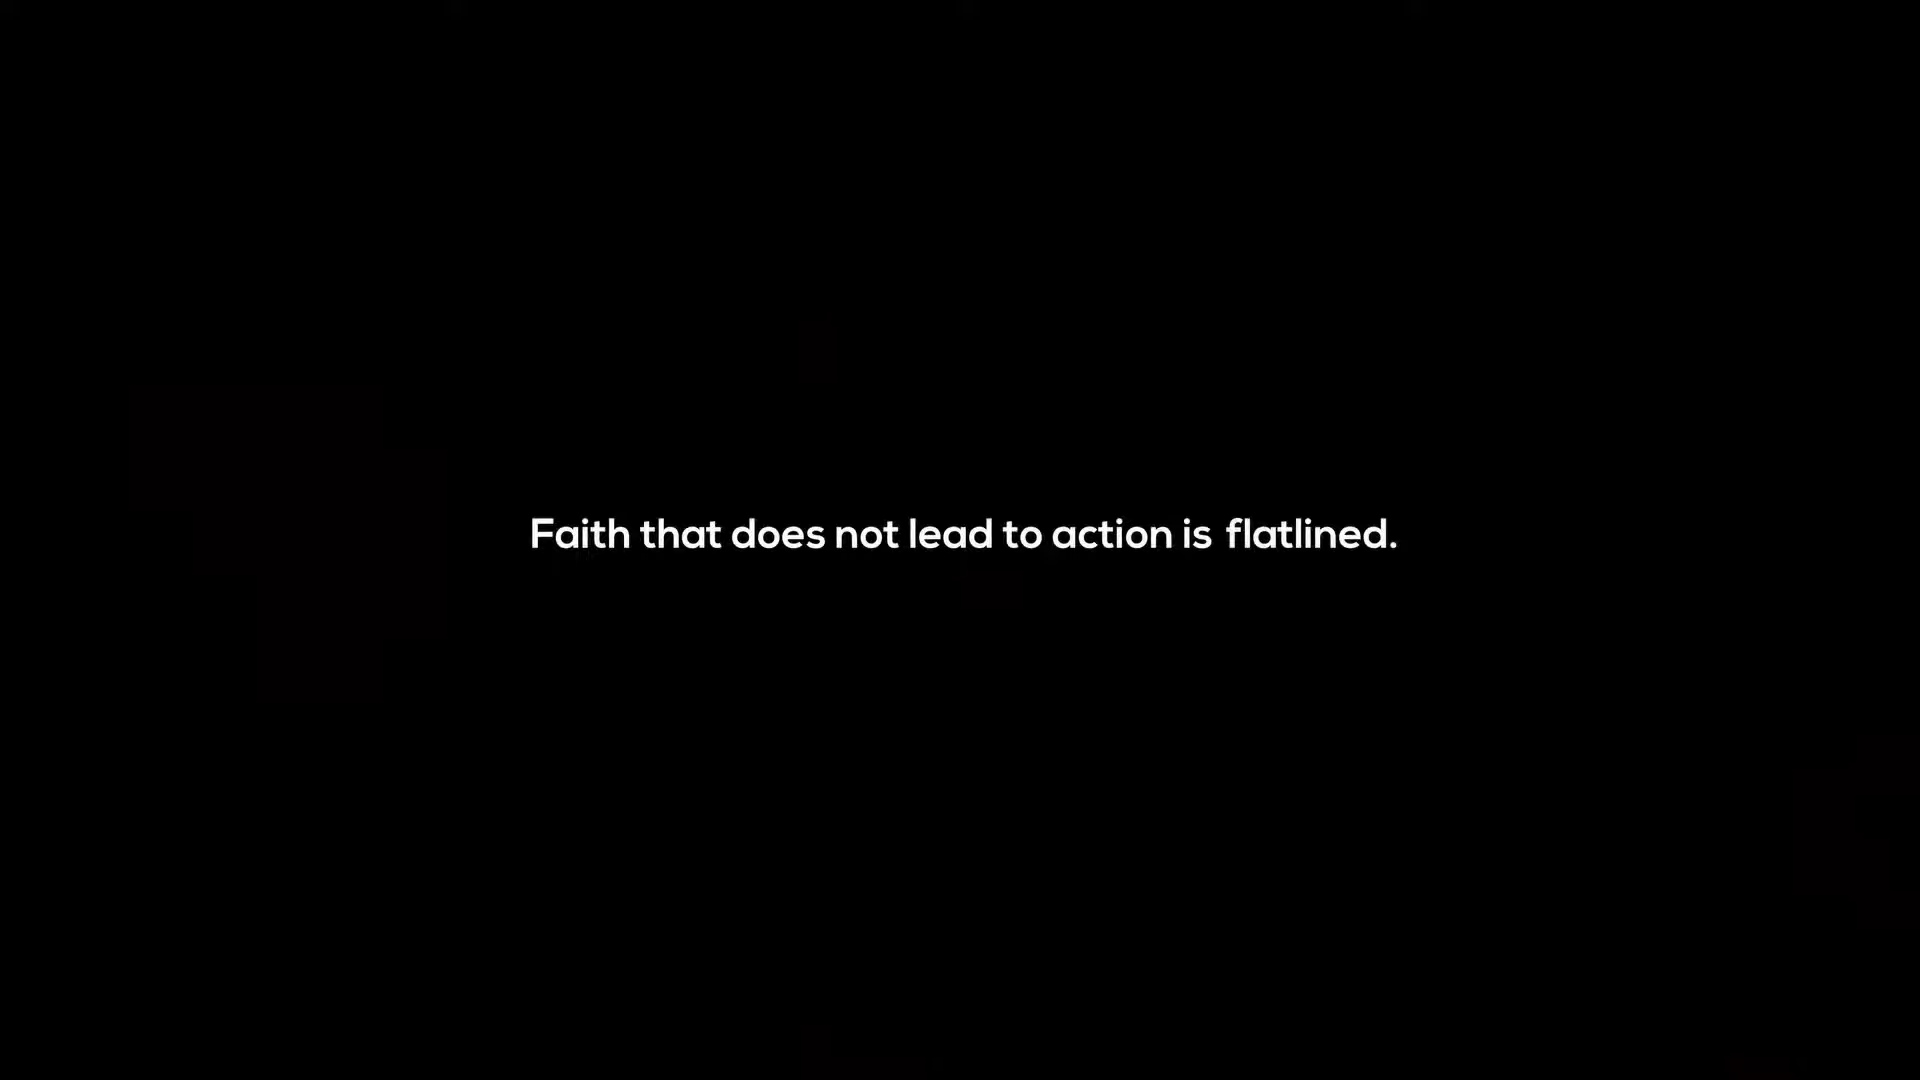 Faith that does not lead to action is flatlined.